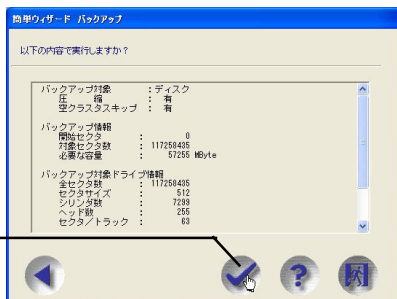 簡単ウィザード バックアップ
以下の内容で実行しますか?
バックアップ対象 : ディスク
圧 縮 : 有
空クラスタスキップ : 有
バックアップ情報
開始セクタ : 0
対象セクタ数 : 117258435
必要な容量 : 57255 MByte
バックアップ対象ドライブ情報
全セクタ数 : 117258435
セクタサイズ : 512
シリンダ数 : 7299
ヘッド数 : 255
セクタ/トラック : 63
?